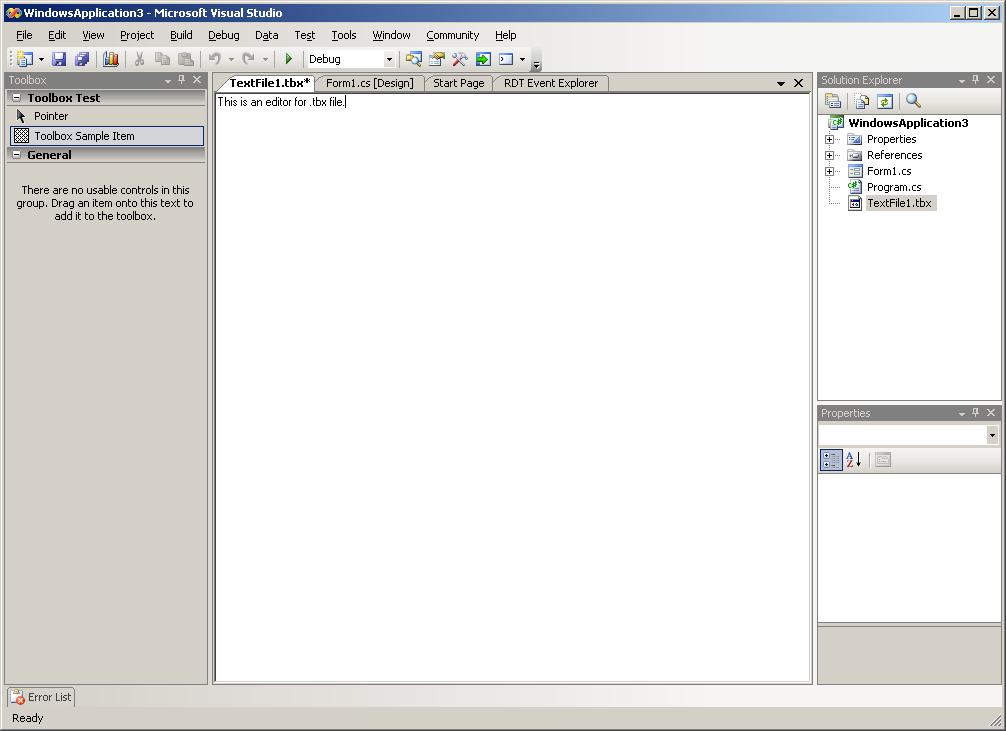 WindowsApplication3 - Microsoft Visual Studio
File Edit View Project Build Debug Data Test Tools Window Community Help
Debug
Toolbox
Toolbox Test
Pointer
Toolbox Sample Item
General
There are no usable controls in this
group. Drag an item onto this text to
add it to the toolbox.
TextFile1.tbx* Form1.cs [Design] Start Page RDT Event Explorer
This is an editor for .tbx file.
Solution Explorer
WindowsApplication3
Properties
References
Form1.cs
Program.cs
TextFile1.tbx
Properties
Error List
Ready